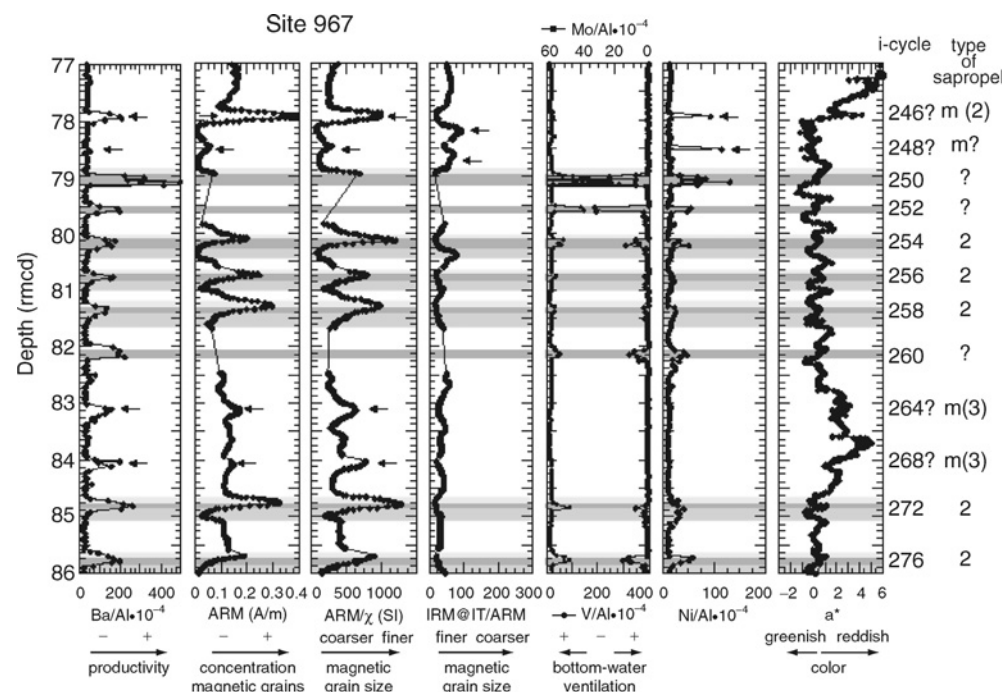 Site 967
Mo/Al•10⁻⁴
60 40 20 0
i-cycle type of sapropel
Depth (rmcd)
77
78
79
80
81
82
83
84
85
86
246? m (2)
248? m?
250 ?
252 ?
254 2
256 2
258 2
260 ?
264? m(3)
268? m(3)
272 2
276 2
0 200 400
0 0.1 0.2 0.3 0.4
0 500 1000 1500
0 100 200 300
0 20 40 60
0 100 200
−2 0 2 4 6
Ba/Al•10⁻⁴ ARM (A/m) ARM/χ (SI) IRM@IT/ARM V/Al•10⁻⁴ Ni/Al•10⁻⁴ a*
− + − + coarser finer finer coarser + − + greenish reddish
productivity concentration magnetic magnetic bottom-water color
magnetic grains grain size grain size ventilation